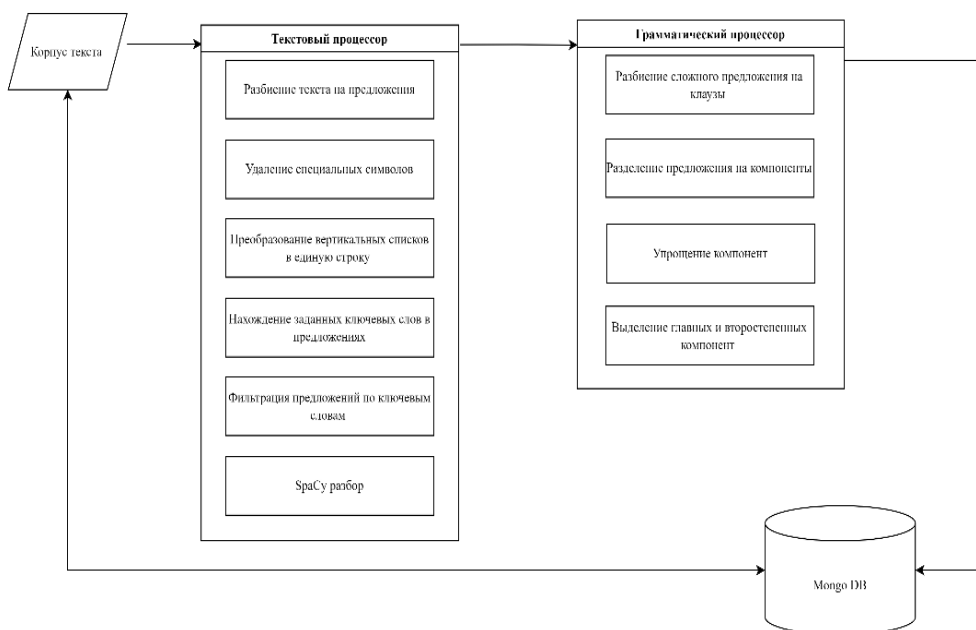 Корпус текста
Текстовый процессор
Разбиение текста на предложения
Удаление специальных символов
Преобразование вертикальных списков
в единую строку
Нахождение заданных ключевых слов в
предложениях
Фильтрация предложений по ключевым
словам
SpaCy разбор
Грамматический процессор
Разбиение сложного предложения на
клаузы
Разделение предложения на компоненты
Упрощение компонент
Выделение главных и второстепенных
компонент
Mongo DB